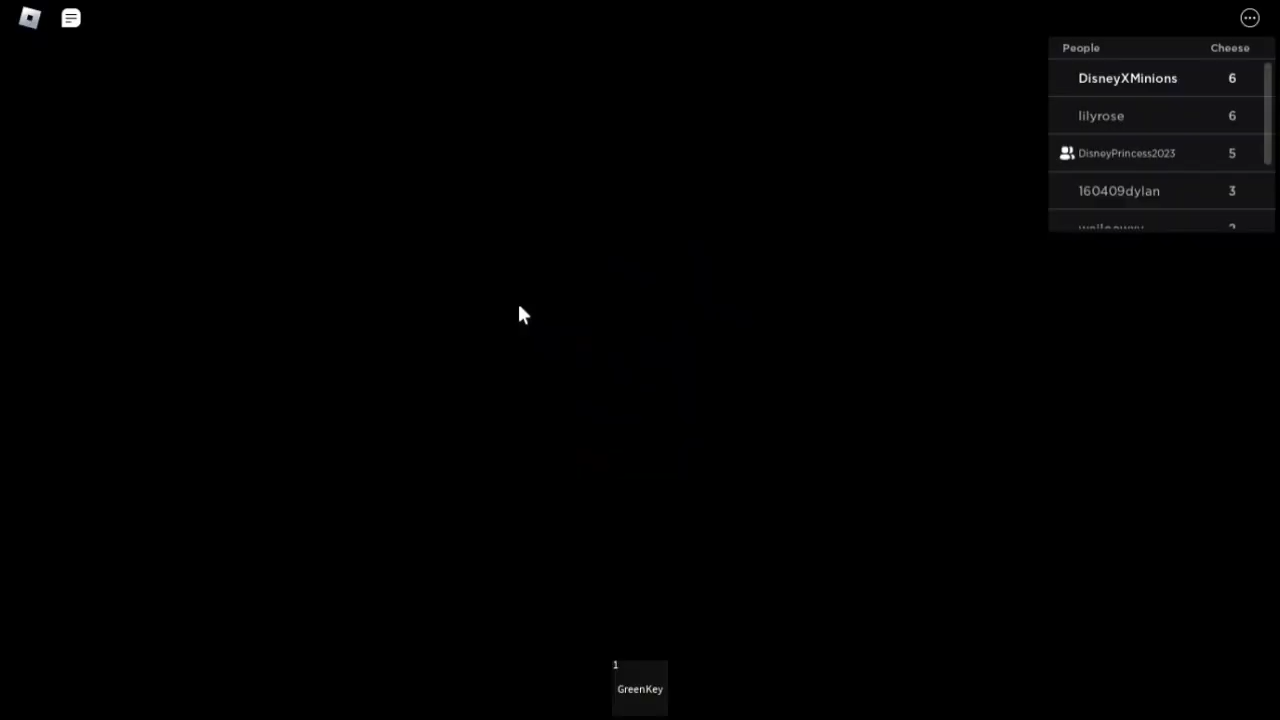 People Cheese
DisneyXMinions 6
lilyrose 6
DisneyPrincess2023 5
160409dylan 3
1
GreenKey